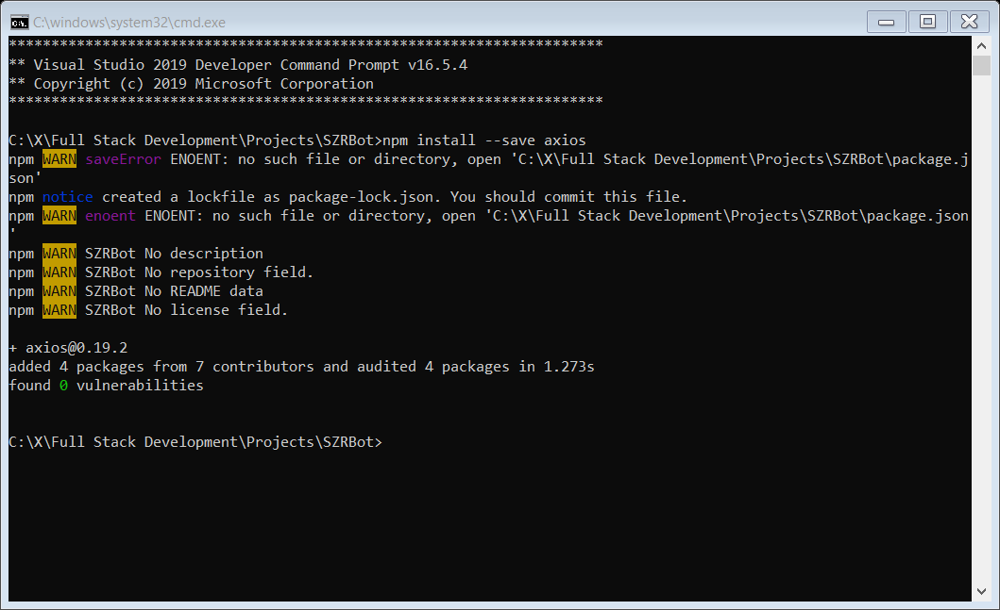 C:\windows\system32\cmd.exe
**********************************************************************
** Visual Studio 2019 Developer Command Prompt v16.5.4
** Copyright (c) 2019 Microsoft Corporation
**********************************************************************
C:\X\Full Stack Development\Projects\SZRBot>npm install --save axios
npm WARN saveError ENOENT: no such file or directory, open 'C:\X\Full Stack Development\Projects\SZRBot\package.j
son'
npm notice created a lockfile as package-lock.json. You should commit this file.
npm WARN enoent ENOENT: no such file or directory, open 'C:\X\Full Stack Development\Projects\SZRBot\package.json
'
npm WARN SZRBot No description
npm WARN SZRBot No repository field.
npm WARN SZRBot No README data
npm WARN SZRBot No license field.
+ axios@0.19.2
added 4 packages from 7 contributors and audited 4 packages in 1.273s
found 0 vulnerabilities
C:\X\Full Stack Development\Projects\SZRBot>